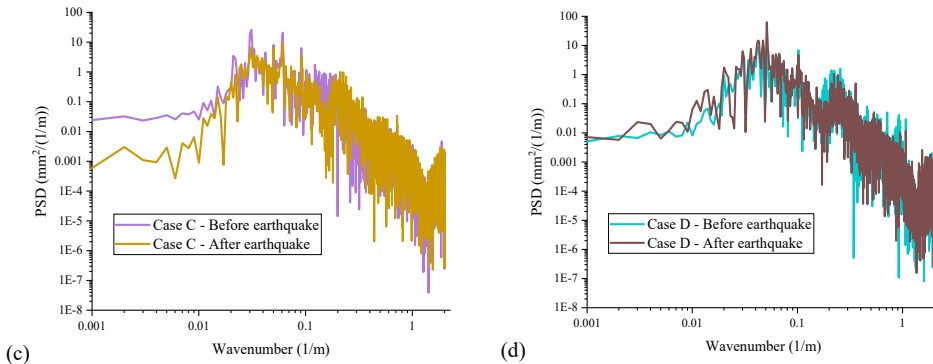 100
10
1
0.1
0.01
0.001
1E-4
1E-5
1E-6
1E-7
1E-8
PSD (mm²/(1/m))
Case C - Before earthquake
Case C - After earthquake
0.001
0.01
0.1
1
Wavenumber (1/m)
(c)
100
10
1
0.1
0.01
0.001
1E-4
1E-5
1E-6
1E-7
1E-8
PSD (mm²/(1/m))
Case D - Before earthquake
Case D - After earthquake
0.001
0.01
0.1
1
Wavenumber (1/m)
(d)